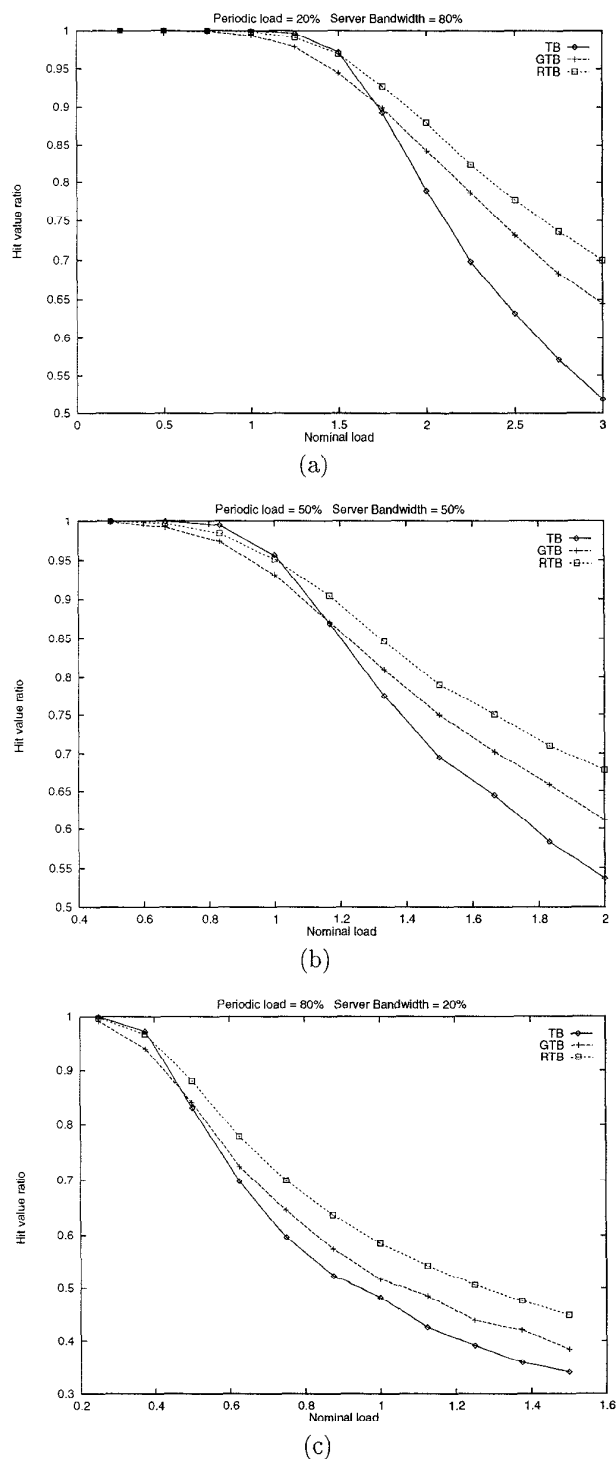 Periodic load = 20% Server Bandwidth = 80%
1
0.95
0.9
0.85
0.8
0.75
0.7
0.65
0.6
0.55
0.5
Hit value ratio
TB
GTB
RTB
0 0.5 1 1.5 2 2.5 3
Nominal load
(a)
Periodic load = 50% Server Bandwidth = 50%
1
0.95
0.9
0.85
0.8
0.75
0.7
0.65
0.6
0.55
0.5
Hit value ratio
TB
GTB
RTB
0.4 0.6 0.8 1 1.2 1.4 1.6 1.8 2
Nominal load
(b)
Periodic load = 80% Server Bandwidth = 20%
1
0.9
0.8
0.7
0.6
0.5
0.4
0.3
Hit value ratio
TB
GTB
RTB
0.2 0.4 0.6 0.8 1 1.2 1.4 1.6
Nominal load
(c)